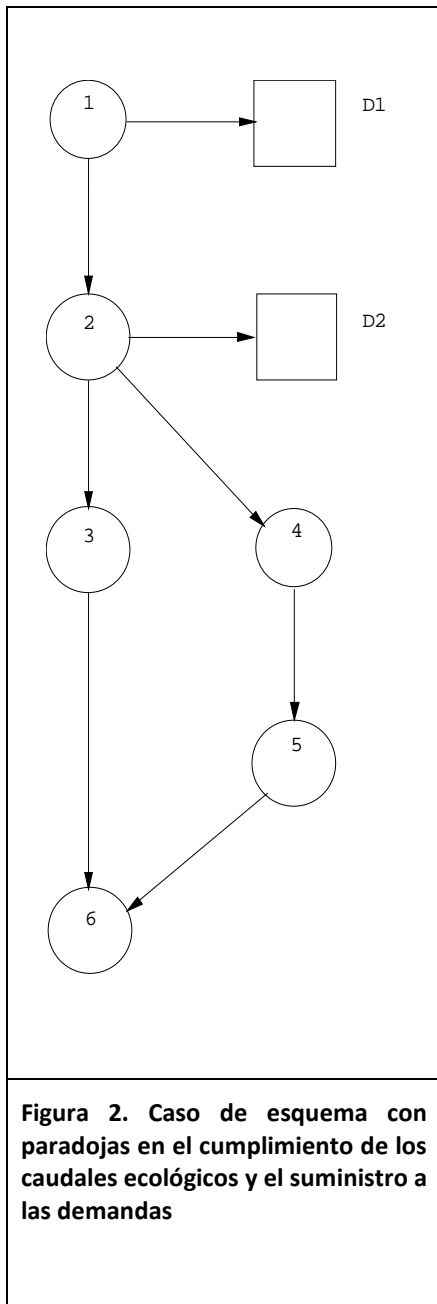 1
D1
2
D2
3
4
5
6
Figura 2. Caso de esquema con
paradojas en el cumplimiento de los
caudales ecológicos y el suministro a
las demandas